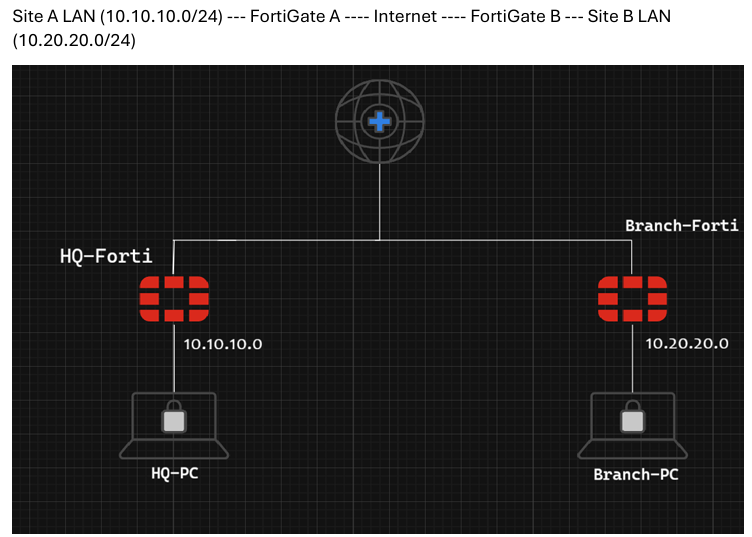 Site A LAN (10.10.10.0/24) --- FortiGate A ---- Internet ---- FortiGate B --- Site B LAN
(10.20.20.0/24)
Branch-Forti
HQ-Forti
10.10.10.0
10.20.20.0
HQ-PC
Branch-PC